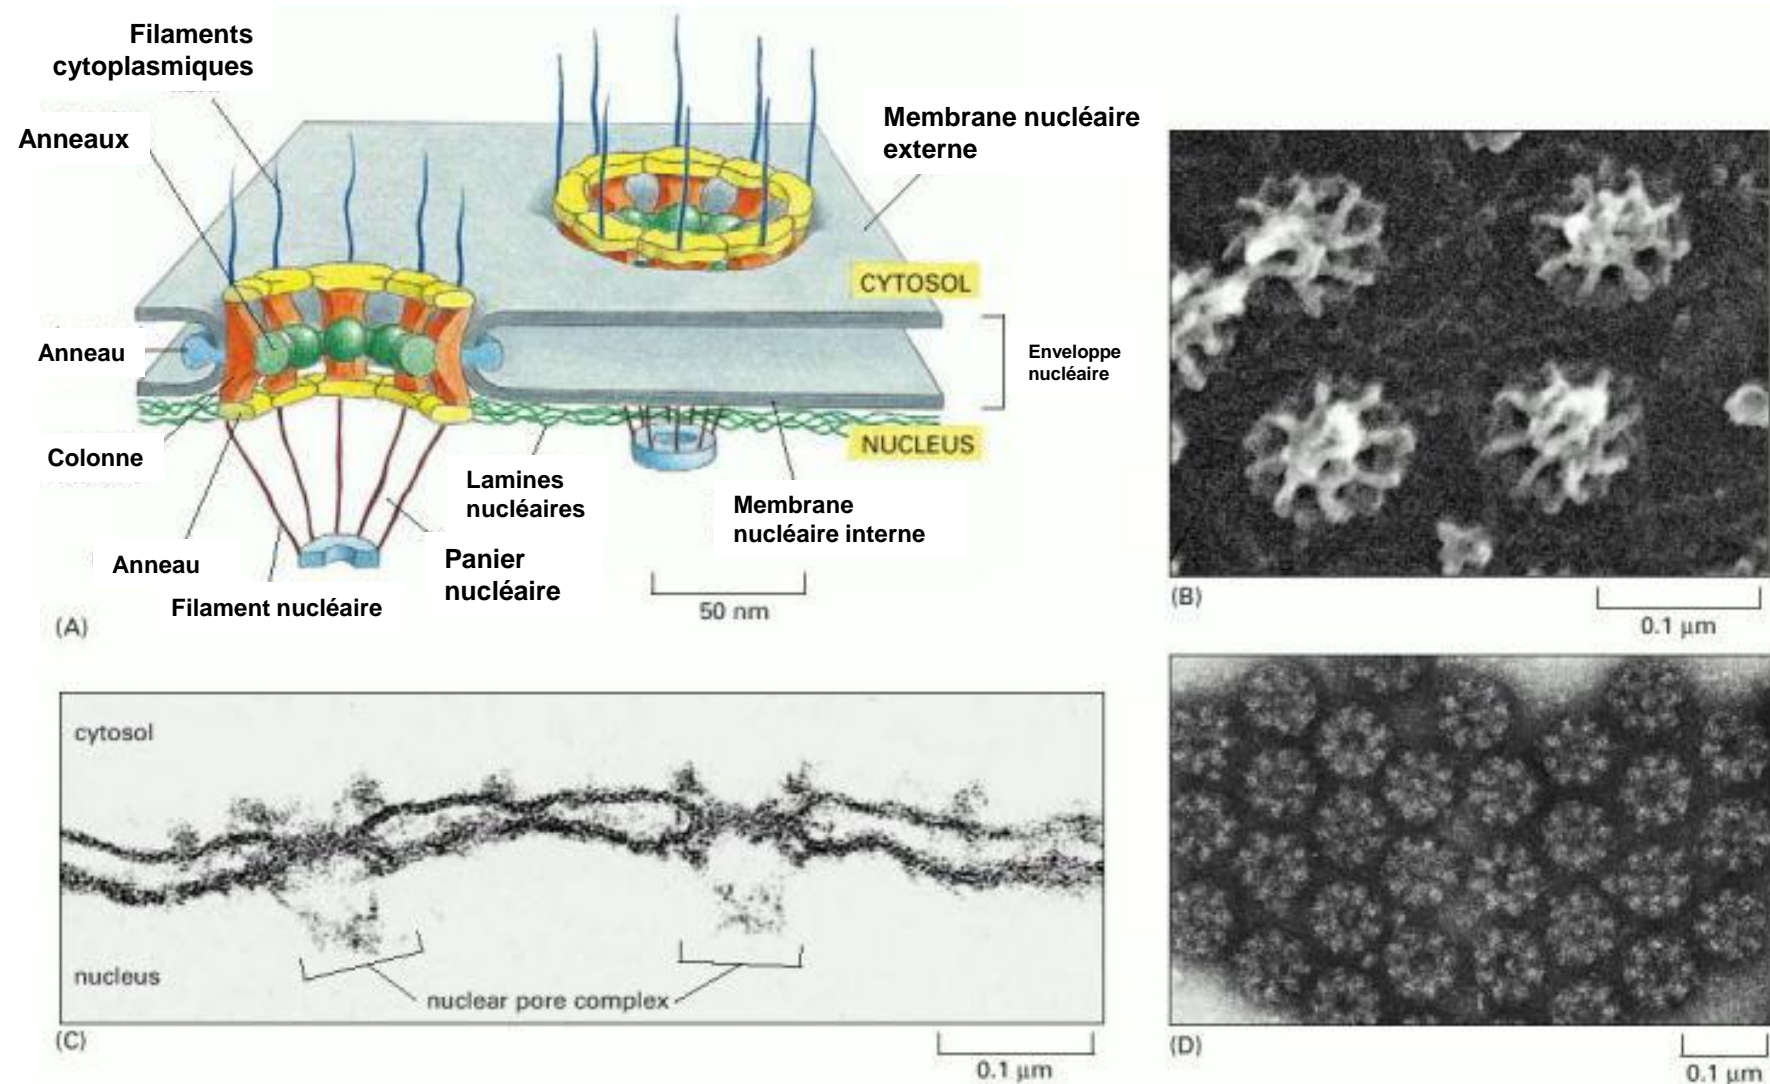 Filaments
cytoplasmiques
Anneaux
Membrane nucléaire
externe
CYTOSOL
Anneau
Enveloppe
nucléaire
Colonne
NUCLEUS
Lamines
nucléaires
Membrane
nucléaire interne
Anneau
Panier
nucléaire
Filament nucléaire
50 nm
(A)
(B)
0.1 µm
cytosol
nucleus
nuclear pore complex
(C)
0.1 µm
(D)
0.1 µm